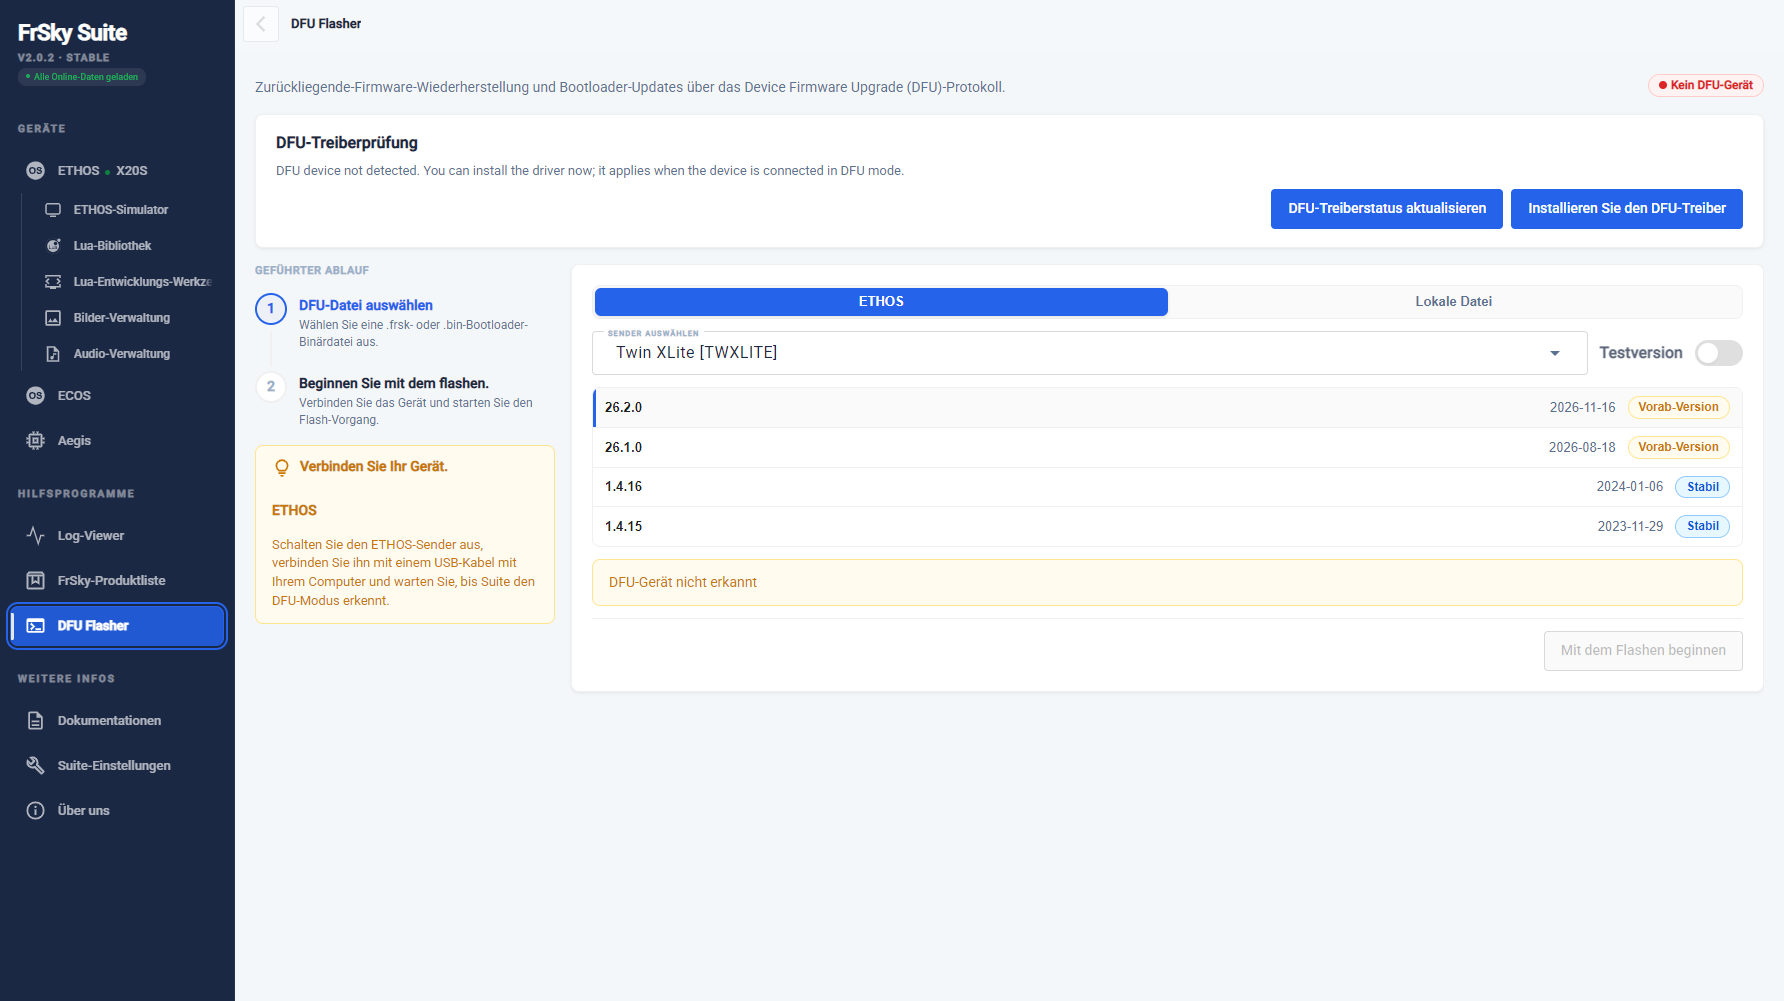 FrSky Suite
V2.0.2 · STABLE
Alle Online-Daten geladen
GERÄTE
ETHOS X20S
ETHOS-Simulator
Lua-Bibliothek
Lua-Entwicklungs-Werkze
Bilder-Verwaltung
Audio-Verwaltung
ECOS
Aegis
HILFSPROGRAMME
Log-Viewer
FrSky-Produktliste
DFU Flasher
WEITERE INFOS
Dokumentationen
Suite-Einstellungen
Über uns
DFU Flasher
Zurückliegende-Firmware-Wiederherstellung und Bootloader-Updates über das Device Firmware Upgrade (DFU)-Protokoll.
Kein DFU-Gerät
DFU-Treiberprüfung
DFU device not detected. You can install the driver now; it applies when the device is connected in DFU mode.
DFU-Treiberstatus aktualisieren
Installieren Sie den DFU-Treiber
GEFÜHRTER ABLAUF
1 DFU-Datei auswählen
Wählen Sie eine .frsk- oder .bin-Bootloader-
Binärdatei aus.
2 Beginnen Sie mit dem flashen.
Verbinden Sie das Gerät und starten Sie den
Flash-Vorgang.
Verbinden Sie Ihr Gerät.
ETHOS
Schalten Sie den ETHOS-Sender aus,
verbinden Sie ihn mit einem USB-Kabel mit
Ihrem Computer und warten Sie, bis Suite den
DFU-Modus erkennt.
ETHOS
Lokale Datei
SENDER AUSWÄHLEN
Twin XLite [TWXLITE]
Testversion
26.2.0 2026-11-16 Vorab-Version
26.1.0 2026-08-18 Vorab-Version
1.4.16 2024-01-06 Stabil
1.4.15 2023-11-29 Stabil
DFU-Gerät nicht erkannt
Mit dem Flashen beginnen